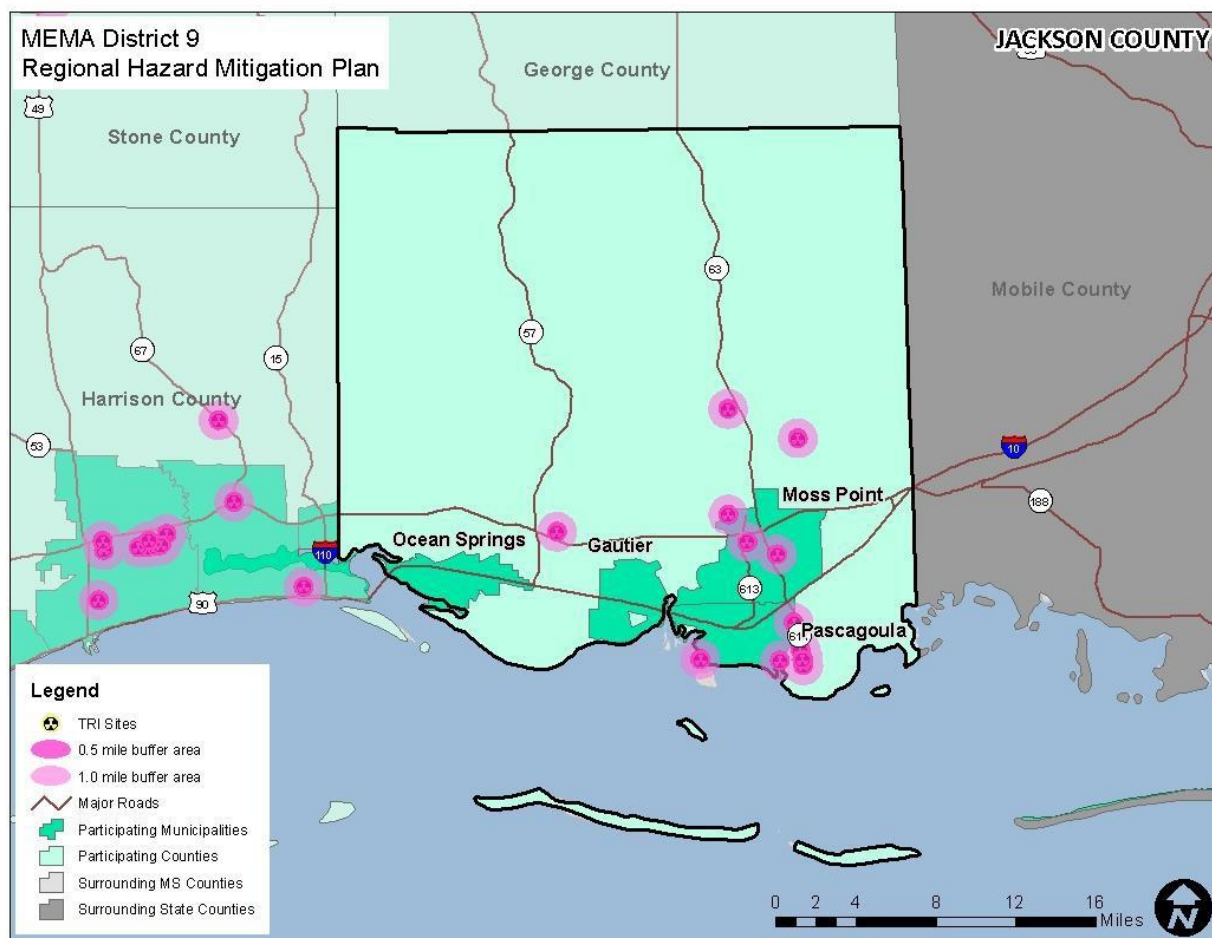 MEMA District 9
Regional Hazard Mitigation Plan
JACKSON COUNTY
George County
49
Stone County
63
Mobile County
57
67
15
Harrison County
53
10
Moss Point
188
Ocean Springs
Gautier
110
613
90
Pascagoula
Legend
TRI Sites
0.5 mile buffer area
1.0 mile buffer area
Major Roads
Participating Municipalities
Participating Counties
Surrounding MS Counties
Surrounding State Counties
0 2 4 8 12 16
Miles
N